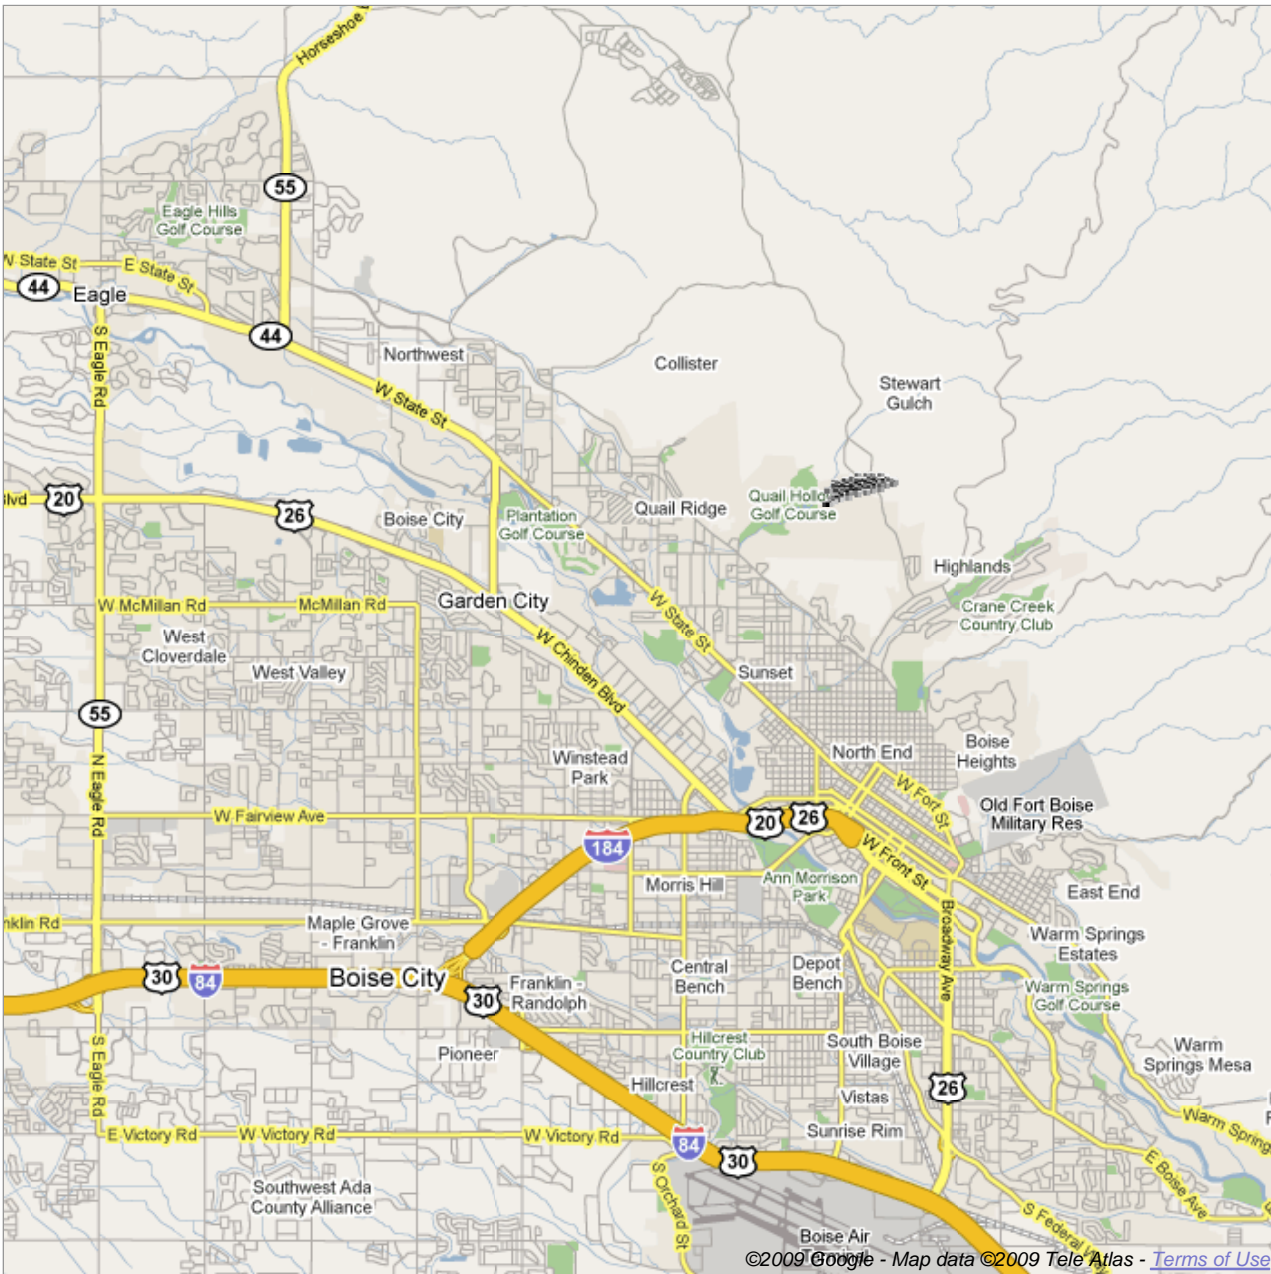 Horseshoe
55
Eagle Hills
Golf Course
W State St
E State St
44
Eagle
44
S Eagle Rd
Northwest
Collister
W State St
Stewart
Gulch
Blvd
20
26
Boise City
Plantation
Golf Course
Quail Ridge
Quail Hollow
Golf Course
Highlands
W McMillan Rd
McMillan Rd
Garden City
W State St
Crane Creek
Country Club
West
Cloverdale
West Valley
W Chinden Blvd
Sunset
55
N Eagle Rd
Winstead
Park
North End
Boise
Heights
W Fort St
W Fairview Ave
184
20
26
Old Fort Boise
Military Res
W Front St
Morris Hill
Ann Morrison
Park
East End
nklin Rd
Maple Grove
- Franklin
Broadway Ave
Warm Springs
Estates
30
84
Boise City
30
Franklin -
Randolph
Central
Bench
Depot
Bench
Warm Springs
Golf Course
S Eagle Rd
Pioneer
Hillcrest
Country Club
South Boise
Village
Warm
Springs Mesa
Hillcrest
Vistas
26
E Victory Rd
W Victory Rd
W Victory Rd
84
30
Sunrise Rim
Warm Springs
E Boise Ave
Southwest Ada
County Alliance
S Orchard St
S Federal Way
Boise Air
Terminal
©2009 Google - Map data ©2009 Tele Atlas - Terms of Use